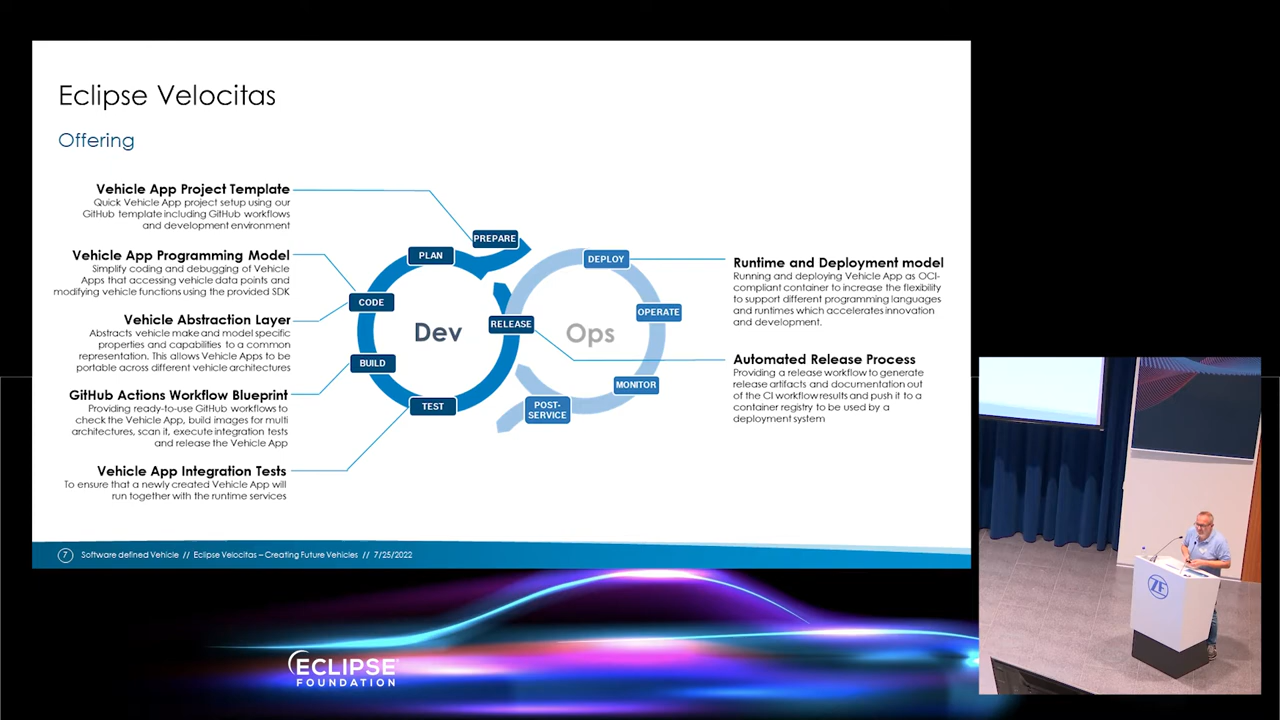 Eclipse Velocitas
Offering
Vehicle App Project Template
Quick Vehicle App project setup using our
GitHub template including GitHub workflows
and development environment
Vehicle App Programming Model
Simplify coding and debugging of Vehicle
Apps that accessing vehicle data points and
modifying vehicle functions using the provided SDK
Vehicle Abstraction Layer
Abstracts vehicle make and model specific
properties and capabilities to a common
representation. This allows Vehicle Apps to be
portable across different vehicle architectures
GitHub Actions Workflow Blueprint
Providing ready-to-use GitHub workflows to
check the Vehicle App, build images for multi
architectures, scan it, execute integration tests
and release the Vehicle App
Vehicle App Integration Tests
To ensure that a newly created Vehicle App will
run together with the runtime services
PREPARE
PLAN
CODE
BUILD
TEST
Dev
RELEASE
Ops
DEPLOY
OPERATE
MONITOR
POST-
SERVICE
Runtime and Deployment model
Running and deploying Vehicle App as OCI-
compliant container to increase the flexibility
to support different programming languages
and runtimes which accelerates innovation
and development.
Automated Release Process
Providing a release workflow to generate
release artifacts and documentation out
of the CI workflow results and push it to a
container registry to be used by a
deployment system
7 Software defined Vehicle // Eclipse Velocitas – Creating Future Vehicles // 7/25/2022
ECLIPSE
FOUNDATION
ZF